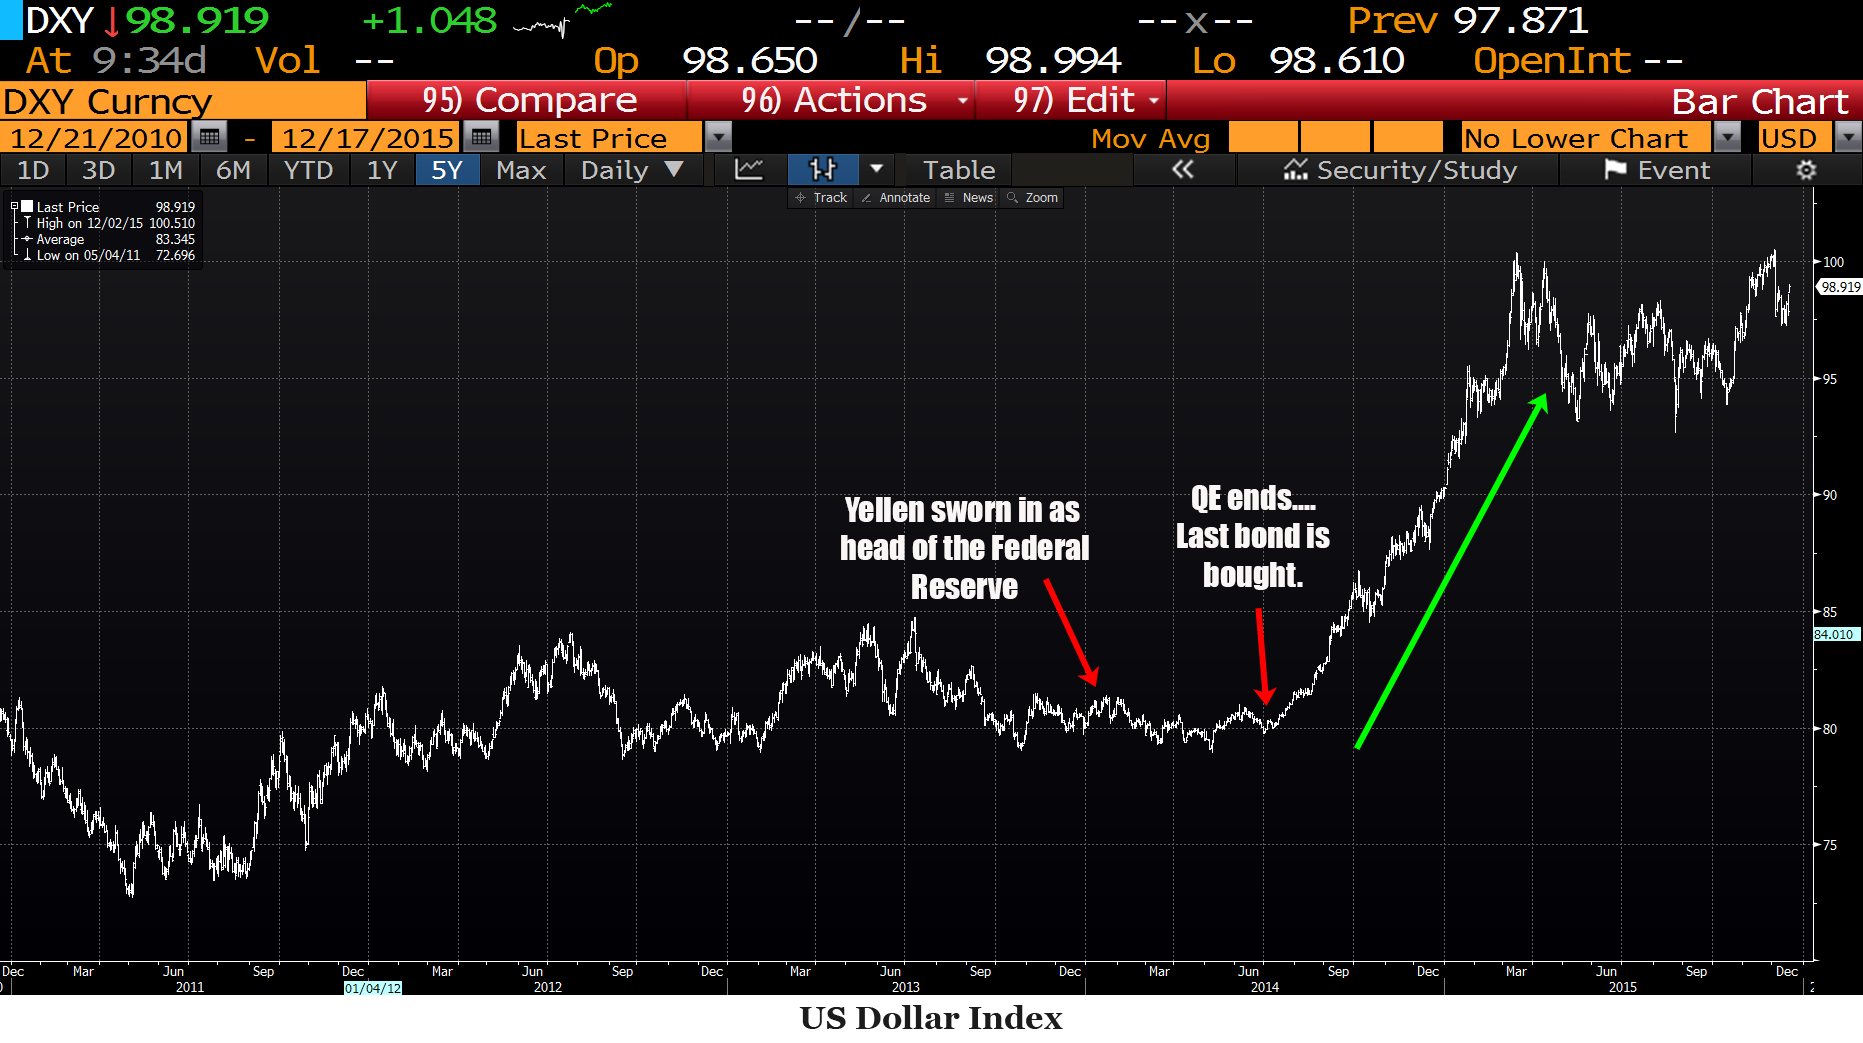 DXY ↓98.919 +1.048 --/-- --x-- Prev 97.871
At 9:34d Vol -- Op 98.650 Hi 98.994 Lo 98.610 OpenInt --
DXY Curncy 95) Compare 96) Actions 97) Edit Bar Chart
12/21/2010 - 12/17/2015 Last Price Mov Avg No Lower Chart USD
1D 3D 1M 6M YTD 1Y 5Y Max Daily ▼ Table « Security/Study Event
Track Annotate News Zoom
Last Price 98.919
High on 12/02/15 100.510
Average 83.345
Low on 05/04/11 72.696
100
98.919
95
90
Yellen sworn in as
head of the Federal
Reserve
QE ends....
Last bond is
bought.
85
84.010
80
75
Dec Mar Jun Sep Dec Mar Jun Sep Dec Mar Jun Sep Dec Mar Jun Sep Dec Mar Jun Sep Dec
2011 01/04/12 2012 2013 2014 2015
US Dollar Index